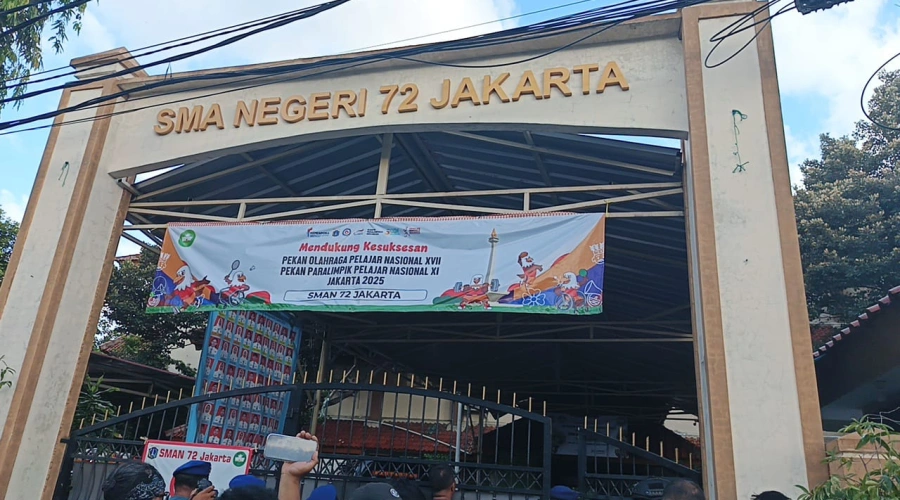 SMA NEGERI 72 JAKARTA
Mendukung Kesuksesan
PEKAN OLAHRAGA PELAJAR NASIONAL XVII
PEKAN PARALIMPIK PELAJAR NASIONAL XI
JAKARTA 2025
SMAN 72 JAKARTA
SMAN 72 Jakarta